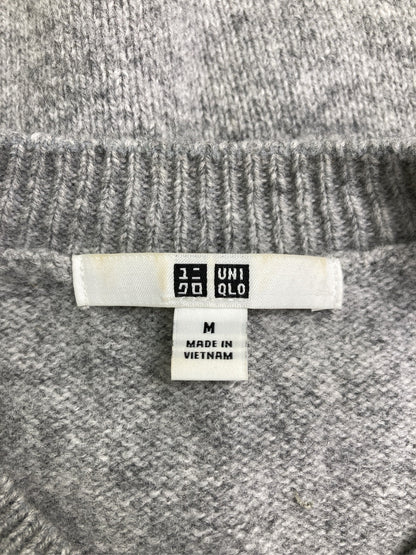 ユニ UNI
クロ QLO
M
MADE IN
VIETNAM